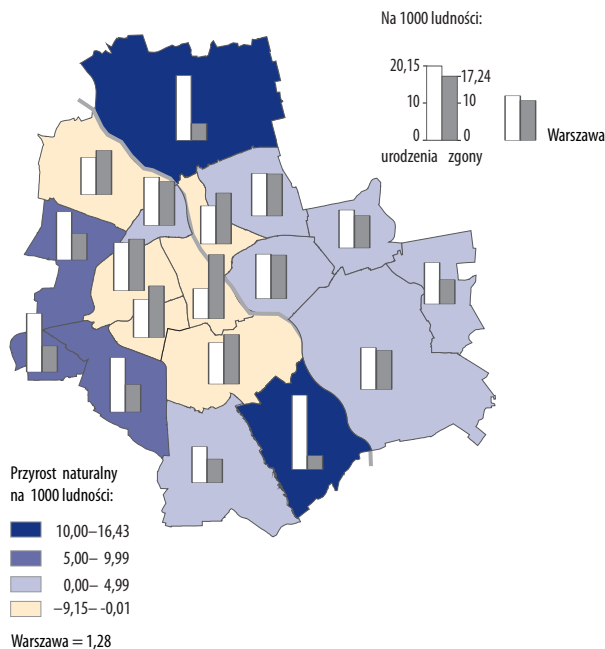 Na 1000 ludności:
20,15
17,24
10
10
0
0
urodzenia zgony
Warszawa
Przyrost naturalny
na 1000 ludności:
10,00–16,43
5,00– 9,99
0,00– 4,99
–9,15– -0,01
Warszawa = 1,28